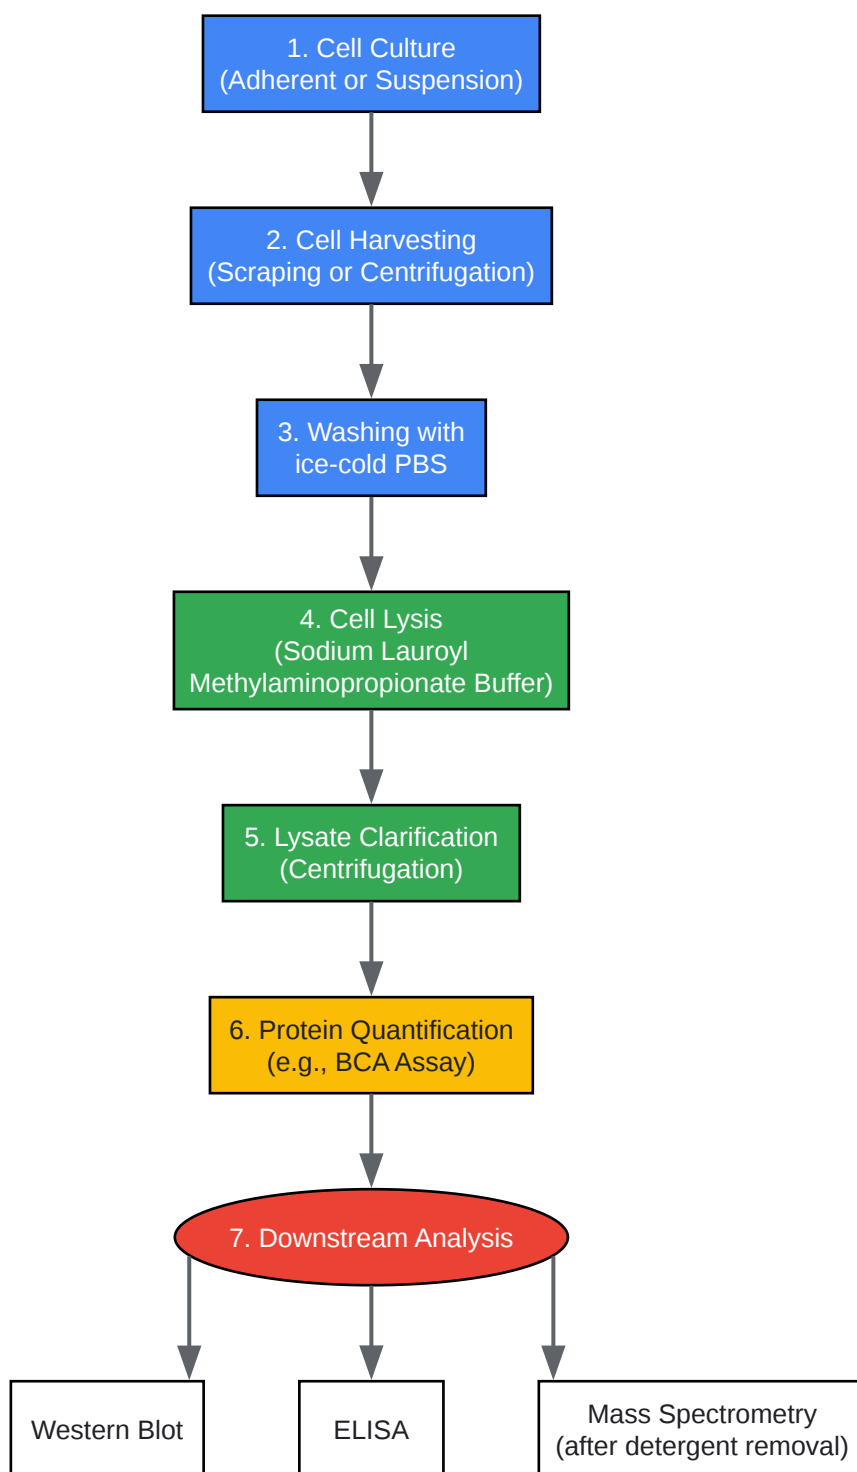 1. Cell Culture
(Adherent or Suspension)
2. Cell Harvesting
(Scraping or Centrifugation)
3. Washing with
ice-cold PBS
4. Cell Lysis
(Sodium Lauroyl
Methylaminopropionate Buffer)
5. Lysate Clarification
(Centrifugation)
6. Protein Quantification
(e.g., BCA Assay)
7. Downstream Analysis
Western Blot
ELISA
Mass Spectrometry
(after detergent removal)